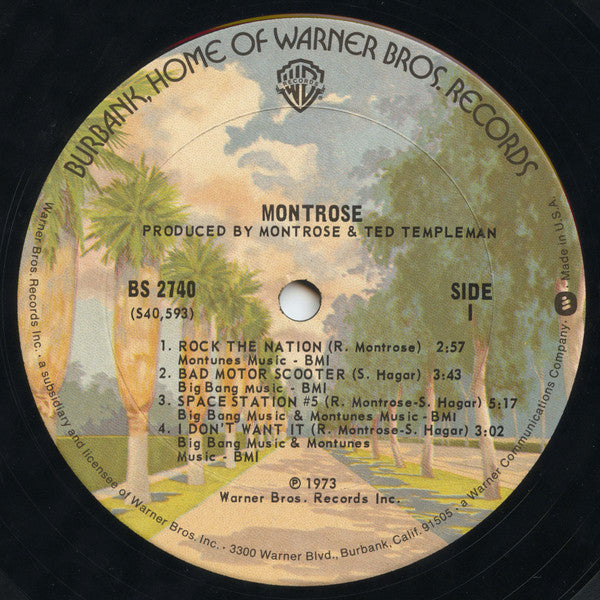 BURBANK, HOME OF WARNER BROS. RECORDS
WB
RECORDS
MONTROSE
PRODUCED BY MONTROSE & TED TEMPLEMAN
BS 2740
(S40,593)
SIDE
I
1. ROCK THE NATION (R. Montrose) 2:57
Montunes Music - BMI
2. BAD MOTOR SCOOTER (S. Hagar) 3:43
Big Bang Music - BMI
3. SPACE STATION #5 (R. Montrose-S. Hagar) 5:17
Big Bang Music & Montunes Music - BMI
4. I DON'T WANT IT (R. Montrose-S. Hagar) 3:02
Big Bang Music & Montunes
Music - BMI
℗ 1973
Warner Bros. Records Inc.
Warner Bros. Records Inc. · a subsidiary and licensee of Warner Bros. Inc. · 3300 Warner Blvd., Burbank, Calif. 91505 · a Warner Communications Company. · Made in U.S.A.